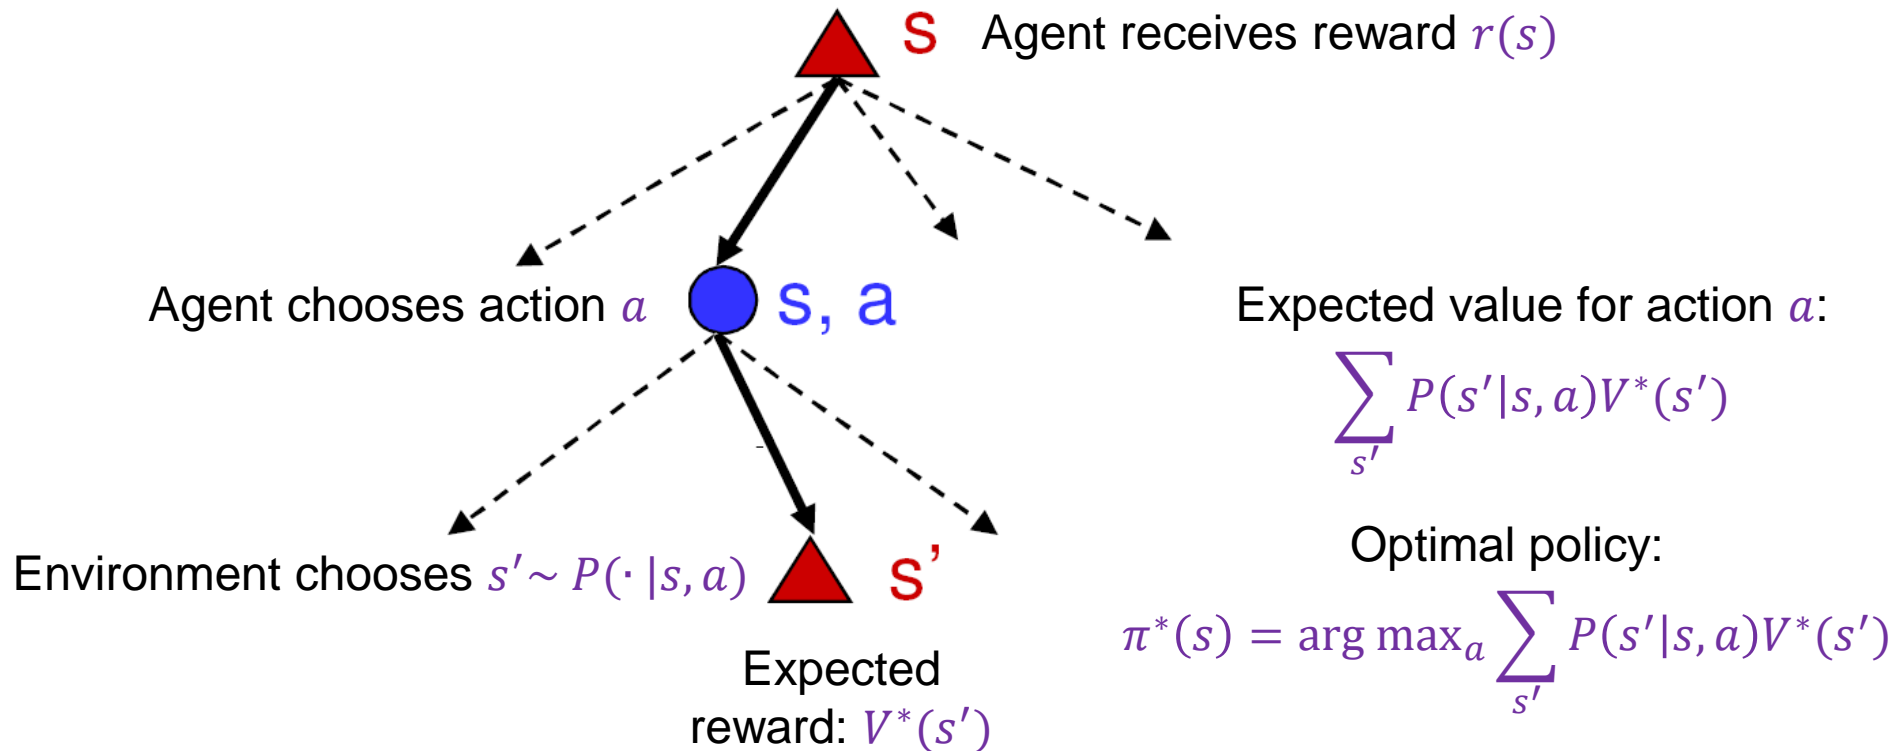 s Agent receives reward r(s)
Agent chooses action a
s, a
Expected value for action a:
∑_{s'} P(s'|s, a)V*(s')
Environment chooses s'~ P(· |s, a)
s’
Optimal policy:
π*(s) = arg max_a ∑_{s'} P(s'|s, a)V*(s')
Expected
reward: V*(s')